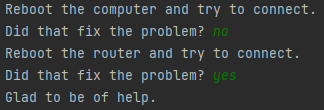 Reboot the computer and try to connect.
Did that fix the problem? no
Reboot the router and try to connect.
Did that fix the problem? yes
Glad to be of help.